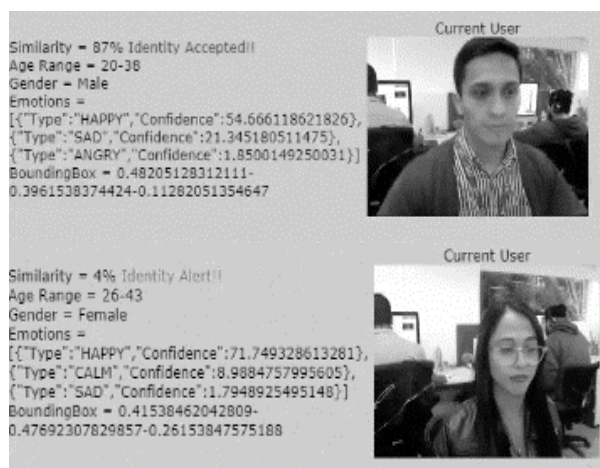 Current User
Similarity = 87% Identity Accepted!!
Age Range = 20-38
Gender = Male
Emotions =
[{"Type":"HAPPY","Confidence":54.666118621826},
{"Type":"SAD","Confidence":21.345180511475},
{"Type":"ANGRY","Confidence":1.8500149250031}]
BoundingBox = 0.48205128312111-
0.3961538374424-0.11282051354647
Current User
Similarity = 4% Identity Alert!!
Age Range = 26-43
Gender = Female
Emotions =
[{"Type":"HAPPY","Confidence":71.749328613281},
{"Type":"CALM","Confidence":8.9884757995605},
{"Type":"SAD","Confidence":1.7948925495148}]
BoundingBox = 0.41538462042809-
0.47692307829857-0.26153847575188